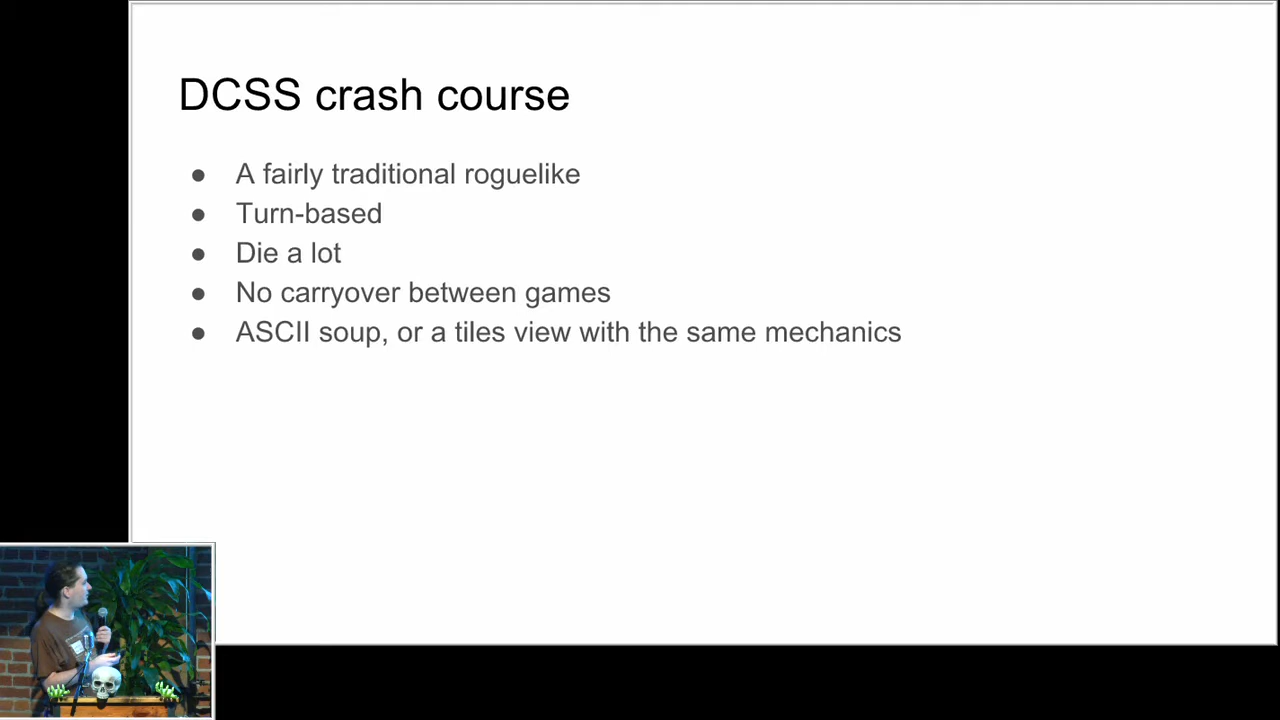 DCSS crash course
● A fairly traditional roguelike
● Turn-based
● Die a lot
● No carryover between games
● ASCII soup, or a tiles view with the same mechanics